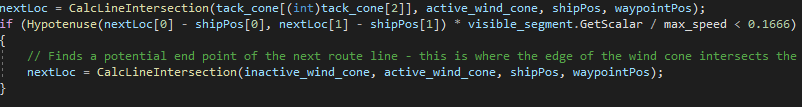 nextLoc = CalcLineIntersection(tack_cone[(int)tack_cone[2]], active_wind_cone, shipPos, waypointPos);
if (Hypotenuse(nextLoc[0] - shipPos[0], nextLoc[1] - shipPos[1]) * visible_segment.GetScalar / max_speed < 0.1666)
{
// Finds a potential end point of the next route line - this is where the edge of the wind cone intersects the
nextLoc = CalcLineIntersection(inactive_wind_cone, active_wind_cone, shipPos, waypointPos);
}